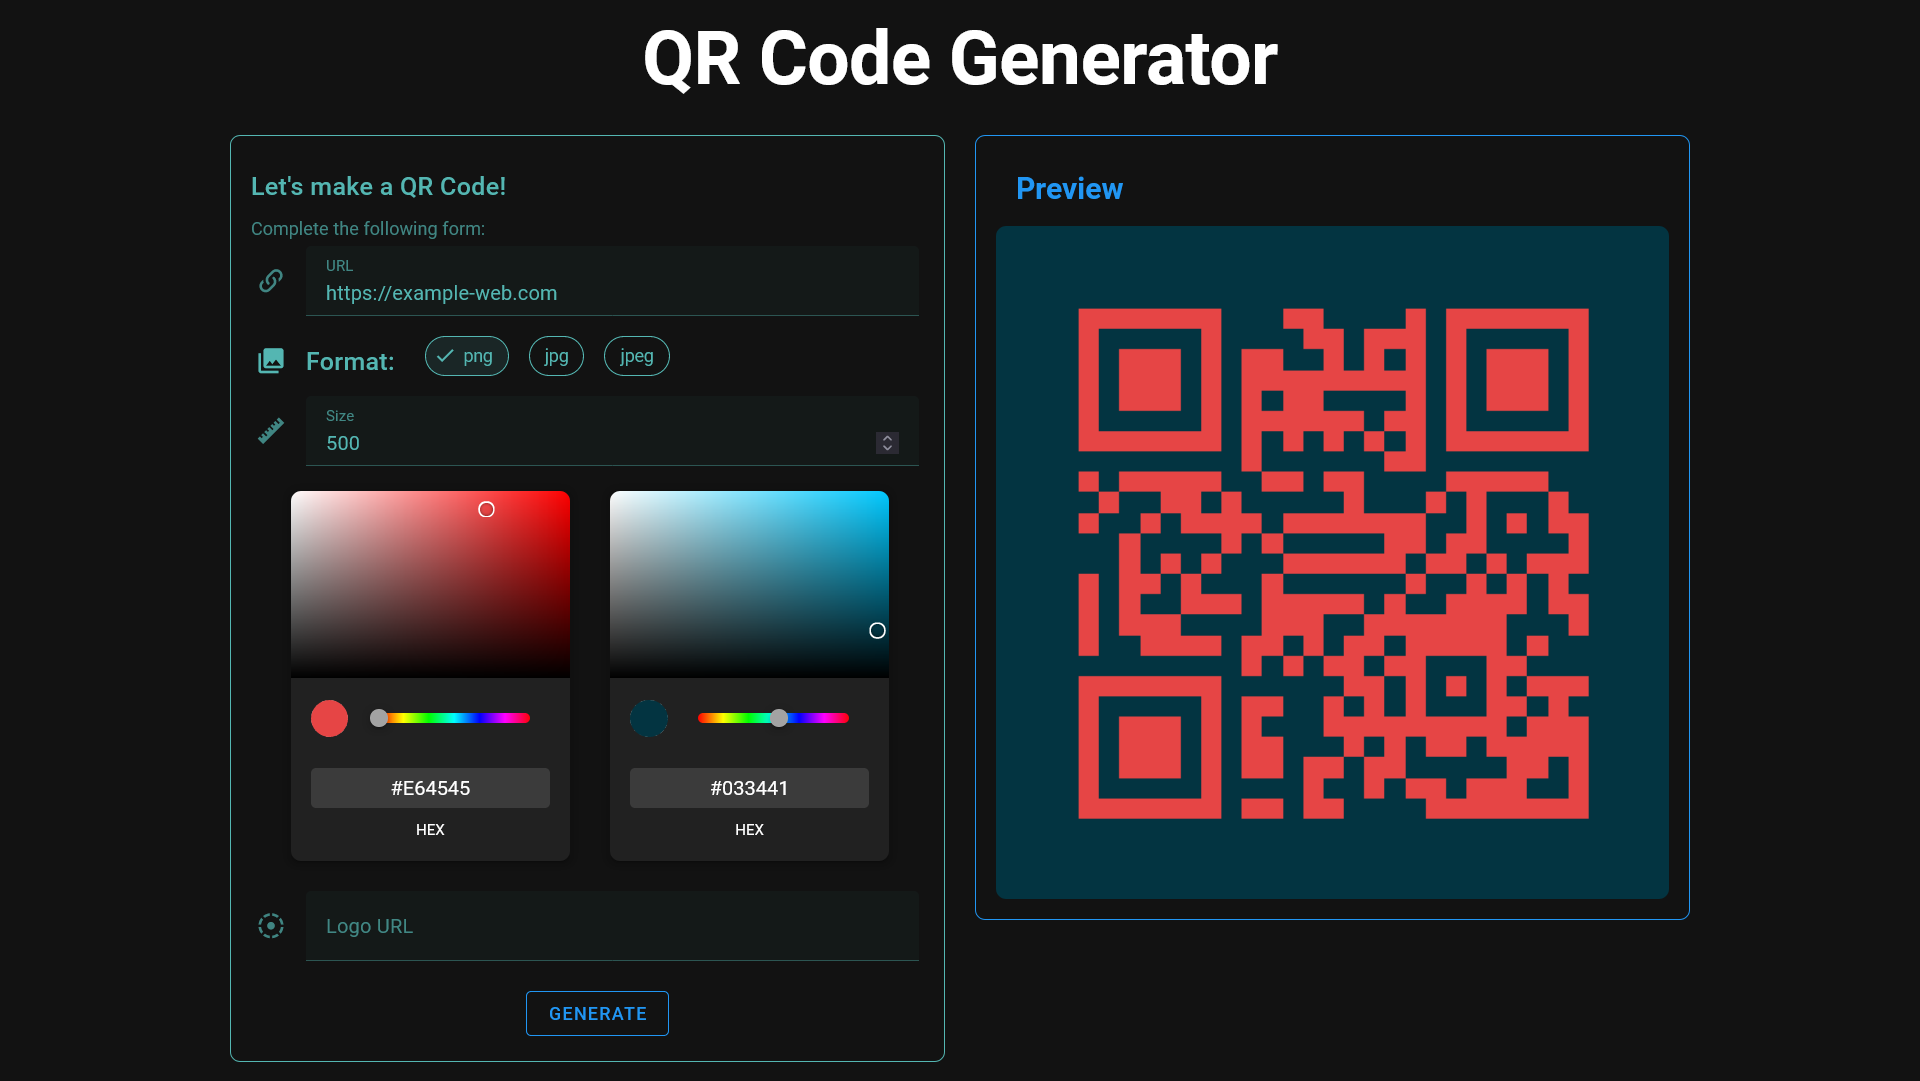 QR Code Generator
Let's make a QR Code!
Complete the following form:
URL
https://example-web.com
Format:
png
jpg
jpeg
Size
500
#E64545
HEX
#033441
HEX
Logo URL
GENERATE
Preview